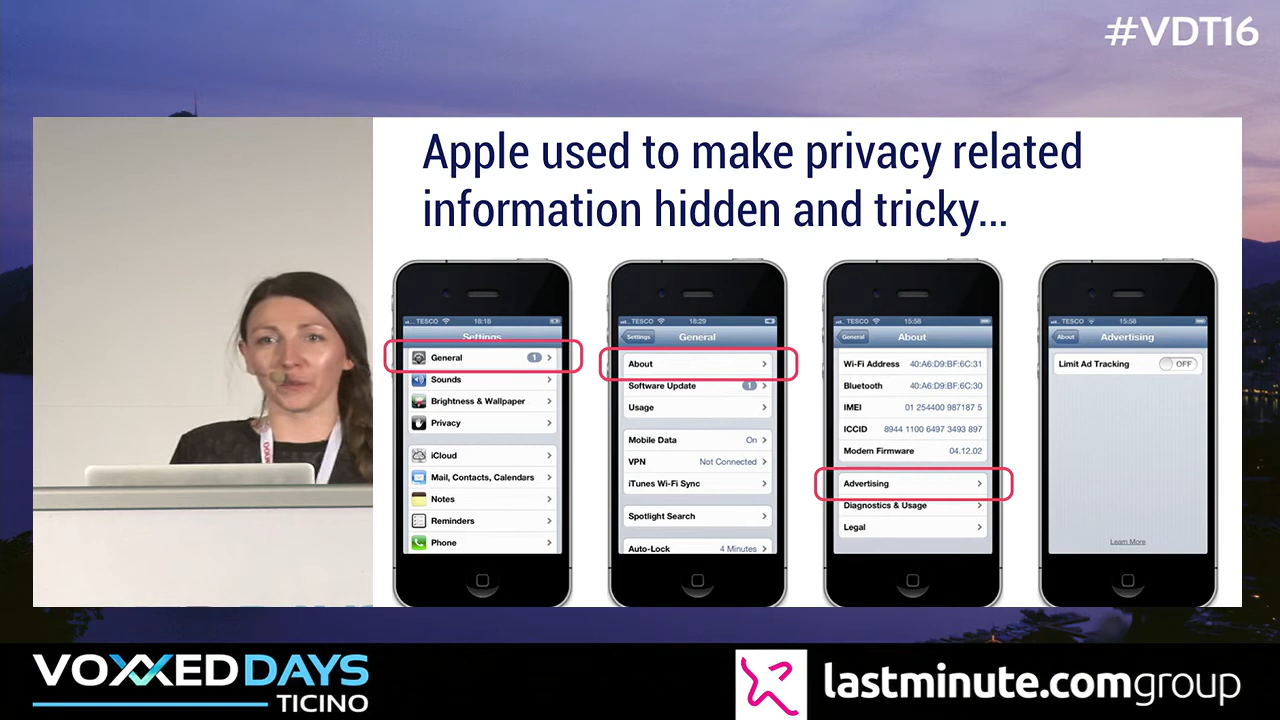 #VDT16
Apple used to make privacy related
information hidden and tricky...
TESCO 18:18
Settings
General 1
Sounds
Brightness & Wallpaper
Privacy
iCloud
Mail, Contacts, Calendars
Notes
Reminders
Phone
TESCO 18:29
Settings General
About
Software Update 1
Usage
Mobile Data On
VPN Not Connected
iTunes Wi-Fi Sync
Spotlight Search
Auto-Lock 4 Minutes
TESCO 15:58
General About
Wi-Fi Address 40:A6:D9:BF:6C:31
Bluetooth 40:A6:D9:BF:6C:30
IMEI 01 254400 987187 5
ICCID 8944 1100 6497 3493 897
Modem Firmware 04.12.02
Advertising
Diagnostics & Usage
Legal
TESCO 15:58
About Advertising
Limit Ad Tracking OFF
Learn More
VOXXED DAYS
TICINO
lastminute.comgroup